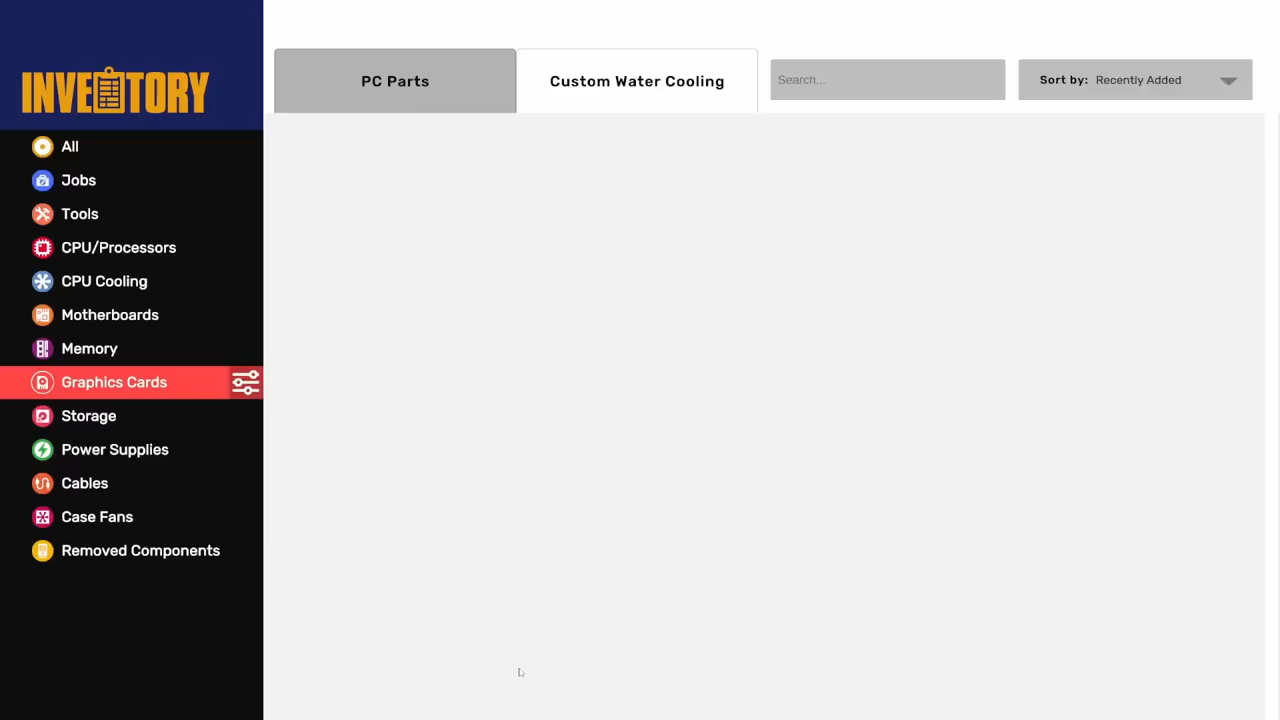 INVENTORY
PC Parts
Custom Water Cooling
Search...
Sort by: Recently Added
All
Jobs
Tools
CPU/Processors
CPU Cooling
Motherboards
Memory
Graphics Cards
Storage
Power Supplies
Cables
Case Fans
Removed Components